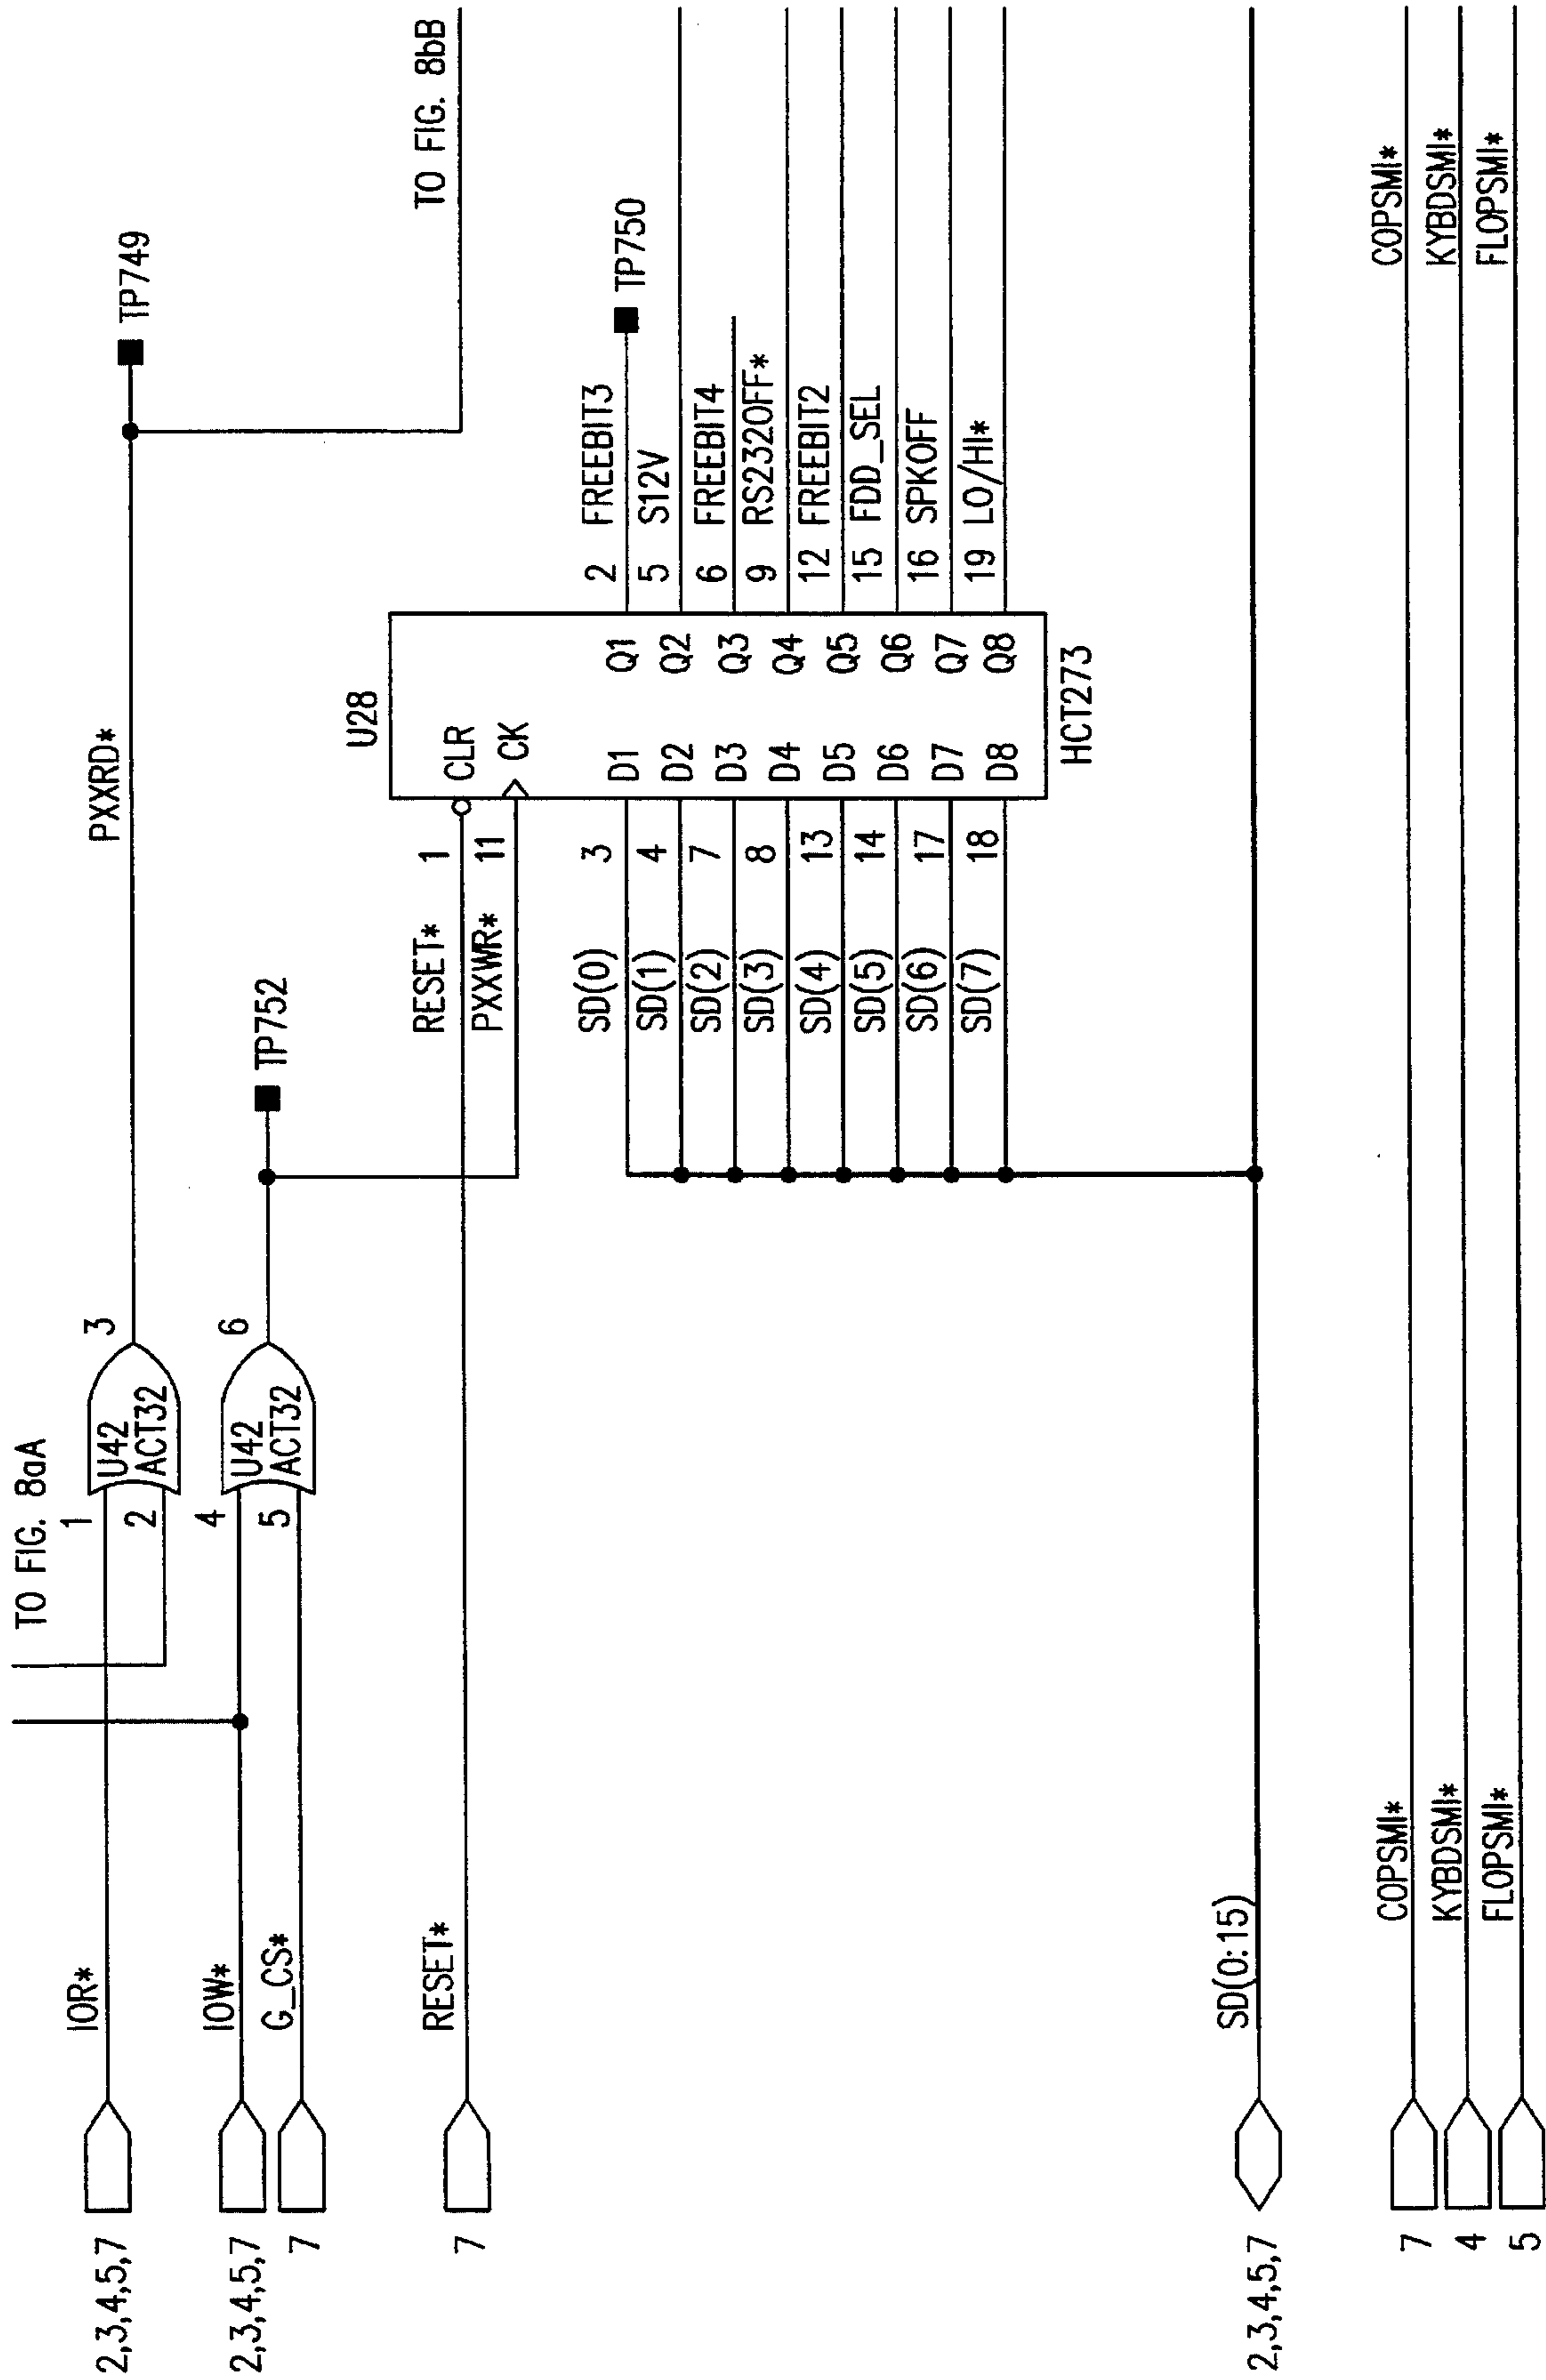 TO FIG. 8aA
2,3,4,5,7
IOR*
1
2
U42
ACT32
3
PXXRD*
TP749
2,3,4,5,7
IOW*
4
7
G_CS*
5
U42
ACT32
6
TP752
TO FIG. 8bB
7
RESET*
RESET*
1
PXXWR*
11
U28
CLR
CK
SD(0)
3
D1
Q1
2
FREEBIT3
TP750
SD(1)
4
D2
Q2
5
S12V
SD(2)
7
D3
Q3
6
FREEBIT4
SD(3)
8
D4
Q4
9
RS232OFF*
SD(4)
13
D5
Q5
12
FREEBIT2
SD(5)
14
D6
Q6
15
FDD_SEL
SD(6)
17
D7
Q7
16
SPKOFF
SD(7)
18
D8
Q8
19
LO/HI*
HCT273
2,3,4,5,7
SD(0:15)
7
COPSMI*
COPSMI*
4
KYBDSMI*
KYBDSMI*
5
FLOPSMI*
FLOPSMI*